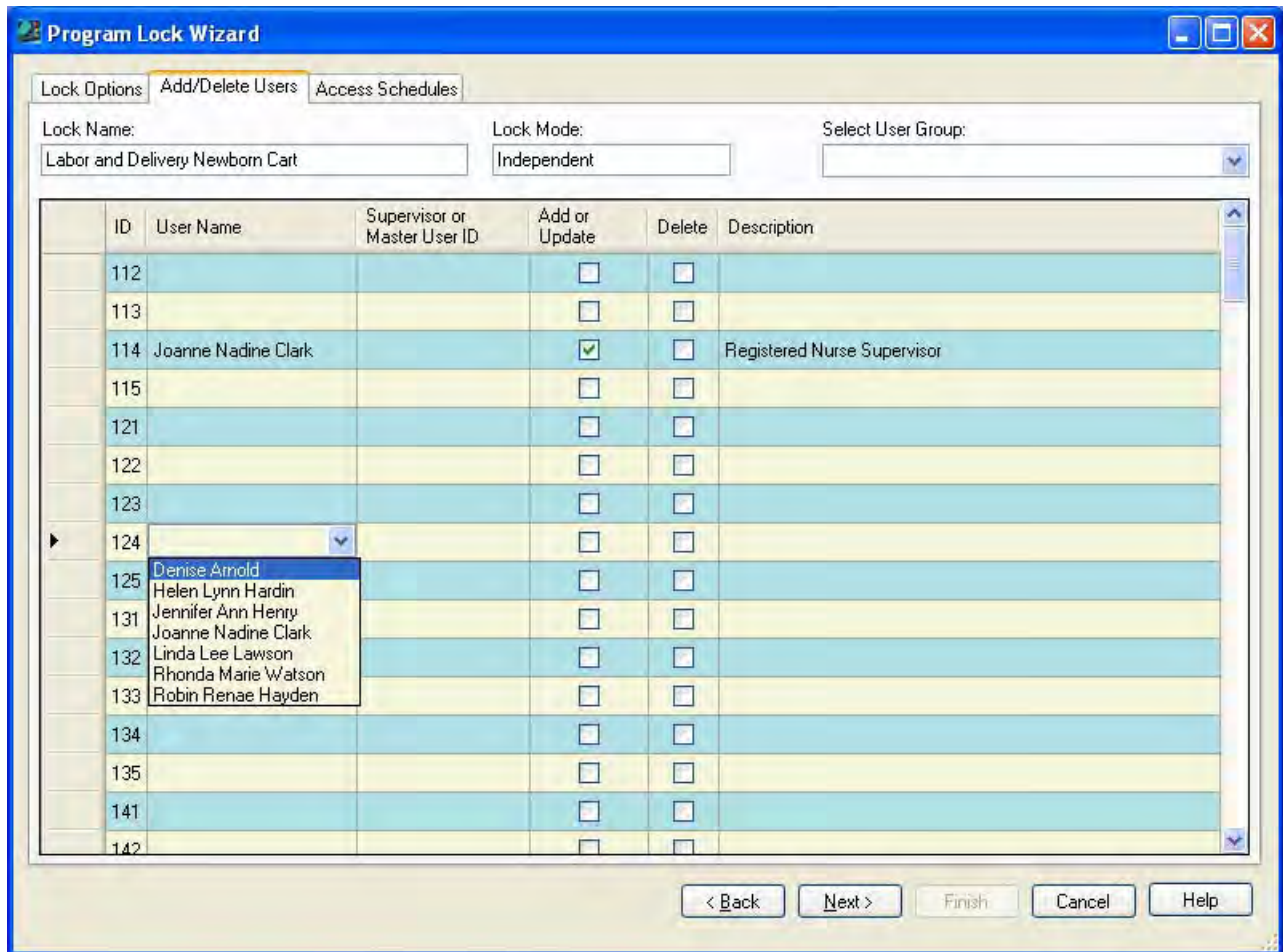 Program Lock Wizard
Lock Options Add/Delete Users Access Schedules
Lock Name: Lock Mode: Select User Group:
Labor and Delivery Newborn Cart Independent
ID User Name Supervisor or Master User ID Add or Update Delete Description
112
113
114 Joanne Nadine Clark Registered Nurse Supervisor
115
121
122
123
124
Denise Arnold
125
Helen Lynn Hardin
Jennifer Ann Henry
131
Joanne Nadine Clark
132 Linda Lee Lawson
Rhonda Marie Watson
133 Robin Renae Hayden
134
135
141
142
< Back Next > Finish Cancel Help